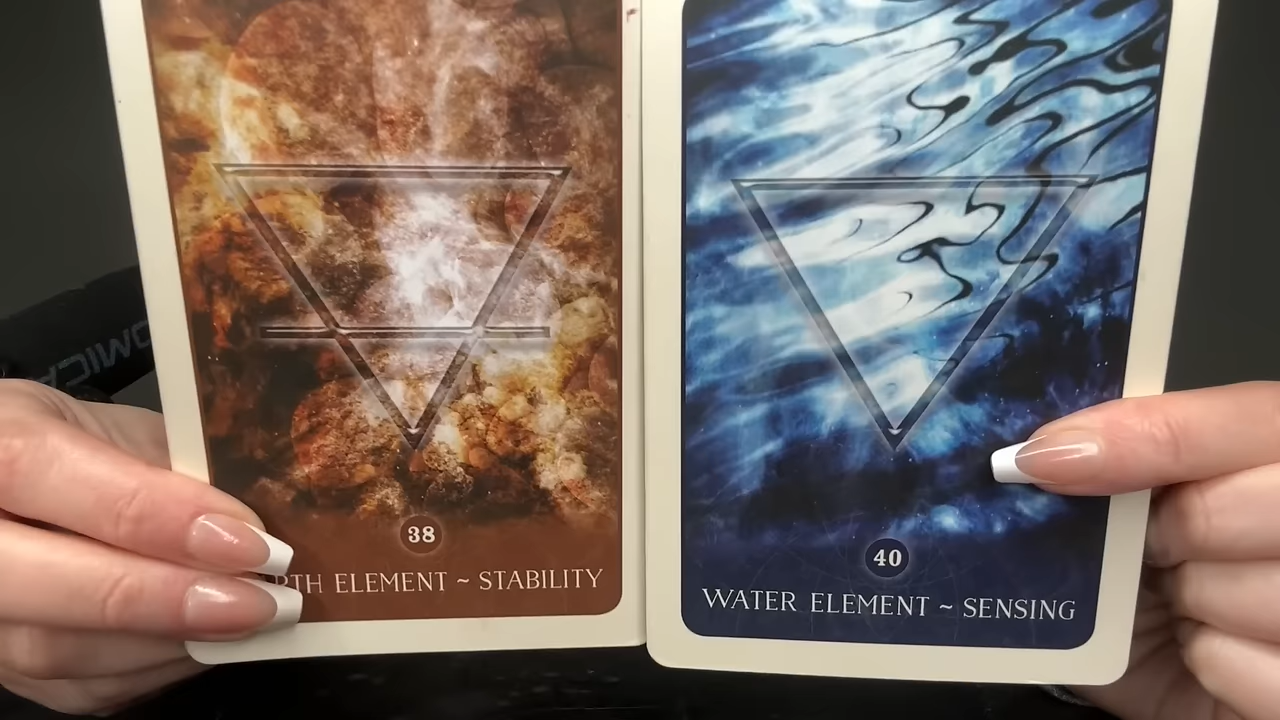 38
RTH ELEMENT ~ STABILITY
40
WATER ELEMENT ~ SENSING